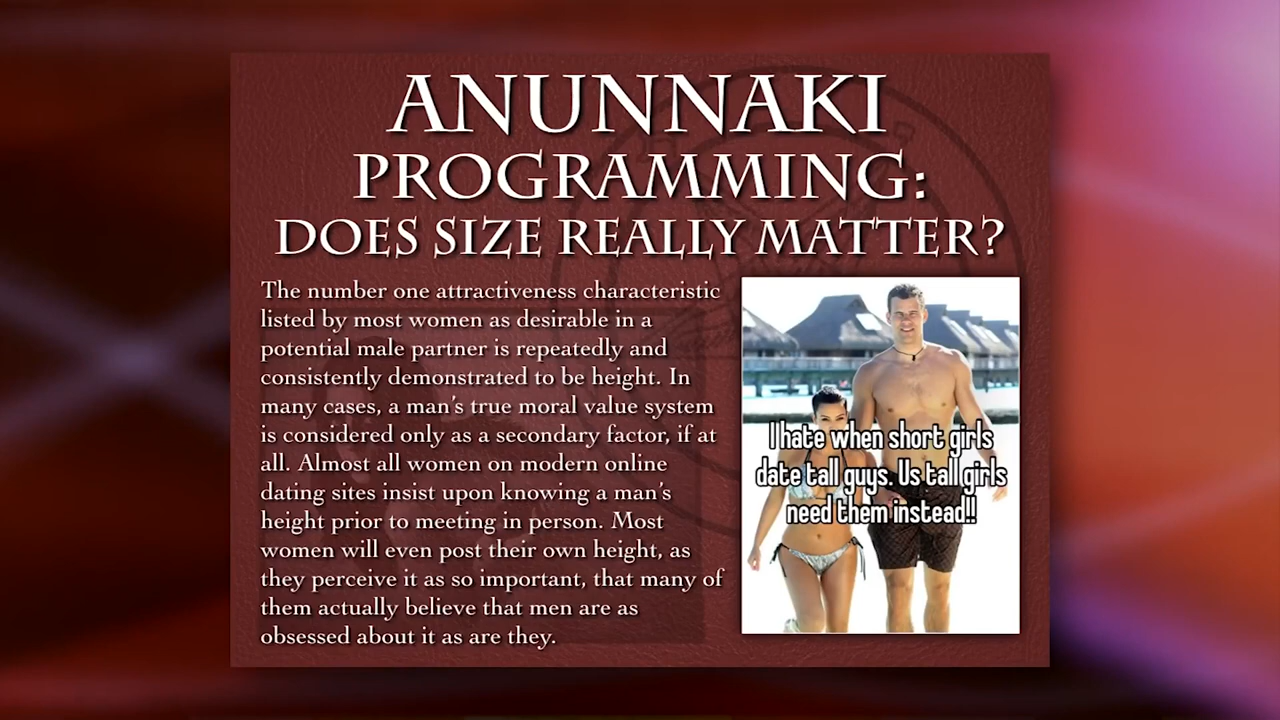 ANUNNAKI
PROGRAMMING:
DOES SIZE REALLY MATTER?
The number one attractiveness characteristic
listed by most women as desirable in a
potential male partner is repeatedly and
consistently demonstrated to be height. In
many cases, a man's true moral value system
is considered only as a secondary factor, if at
all. Almost all women on modern online
dating sites insist upon knowing a man's
height prior to meeting in person. Most
women will even post their own height, as
they perceive it as so important, that many of
them actually believe that men are as
obsessed about it as are they.
I hate when short girls
date tall guys. Us tall girls
need them instead!!